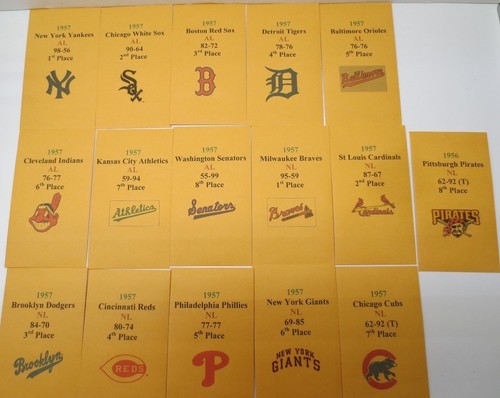 1957
New York Yankees
AL
98-56
1st Place
NY
1957
Chicago White Sox
AL
90-64
2nd Place
Sox
1957
Boston Red Sox
AL
82-72
3rd Place
B
1957
Detroit Tigers
AL
78-76
4th Place
D
1957
Baltimore Orioles
AL
76-76
5th Place
Baltimore
1957
Cleveland Indians
AL
76-77
6th Place
1957
Kansas City Athletics
AL
59-94
7th Place
Athletics
1957
Washington Senators
AL
55-99
8th Place
Senators
1957
Milwaukee Braves
NL
95-59
1st Place
Braves
1957
St Louis Cardinals
NL
87-67
2nd Place
Cardinals
1956
Pittsburgh Pirates
NL
62-92 (T)
8th Place
PIRATES
1957
Brooklyn Dodgers
NL
84-70
3rd Place
Brooklyn
1957
Cincinnati Reds
NL
80-74
4th Place
REDS
1957
Philadelphia Phillies
NL
77-77
5th Place
P
1957
New York Giants
NL
69-85
6th Place
NEW YORK
GIANTS
1957
Chicago Cubs
NL
62-92 (T)
7th Place
C